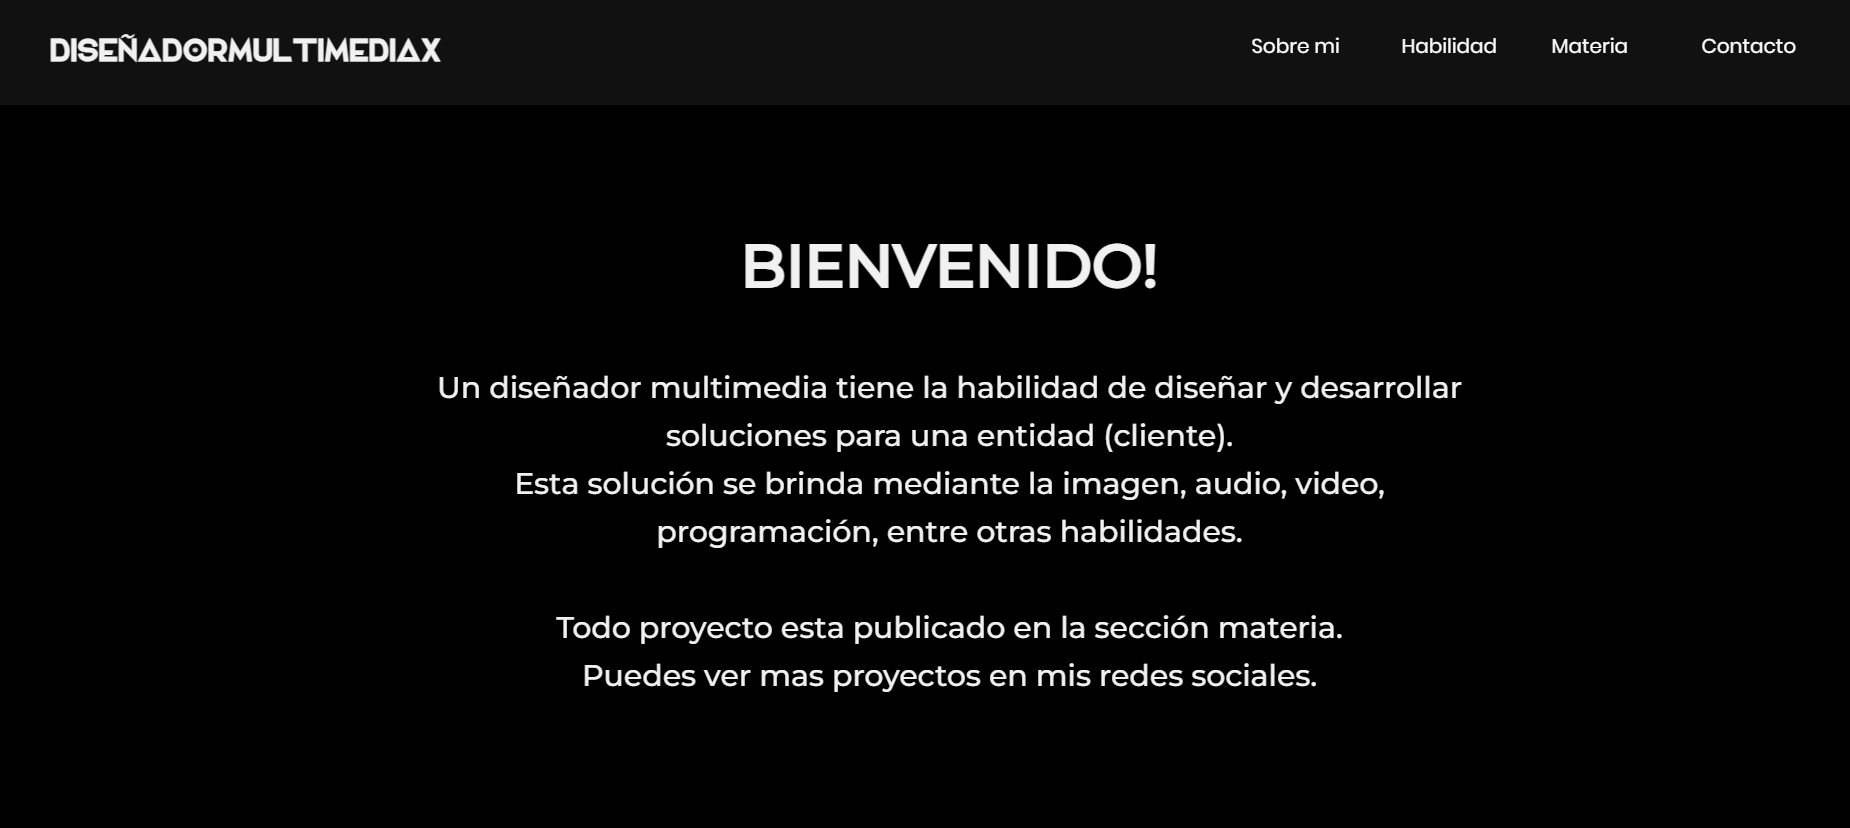 DISEÑADORMULTIMEDIAX
Sobre mi Habilidad Materia Contacto
BIENVENIDO!
Un diseñador multimedia tiene la habilidad de diseñar y desarrollar
soluciones para una entidad (cliente).
Esta solución se brinda mediante la imagen, audio, video,
programación, entre otras habilidades.
Todo proyecto esta publicado en la sección materia.
Puedes ver mas proyectos en mis redes sociales.